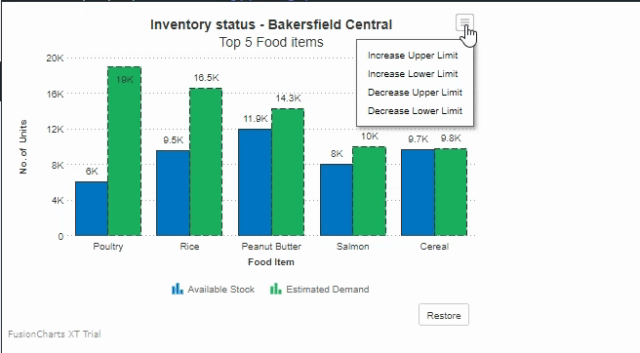 Inventory status - Bakersfield Central
Top 5 Food items
Increase Upper Limit
Increase Lower Limit
Decrease Upper Limit
Decrease Lower Limit
No. of Units
20K
16K
12K
8K
4K
0
6K
19K
9.5K
16.5K
11.9K
14.3K
8K
10K
9.7K
9.8K
Poultry
Rice
Peanut Butter
Salmon
Cereal
Food Item
Available Stock
Estimated Demand
Restore
FusionCharts XT Trial